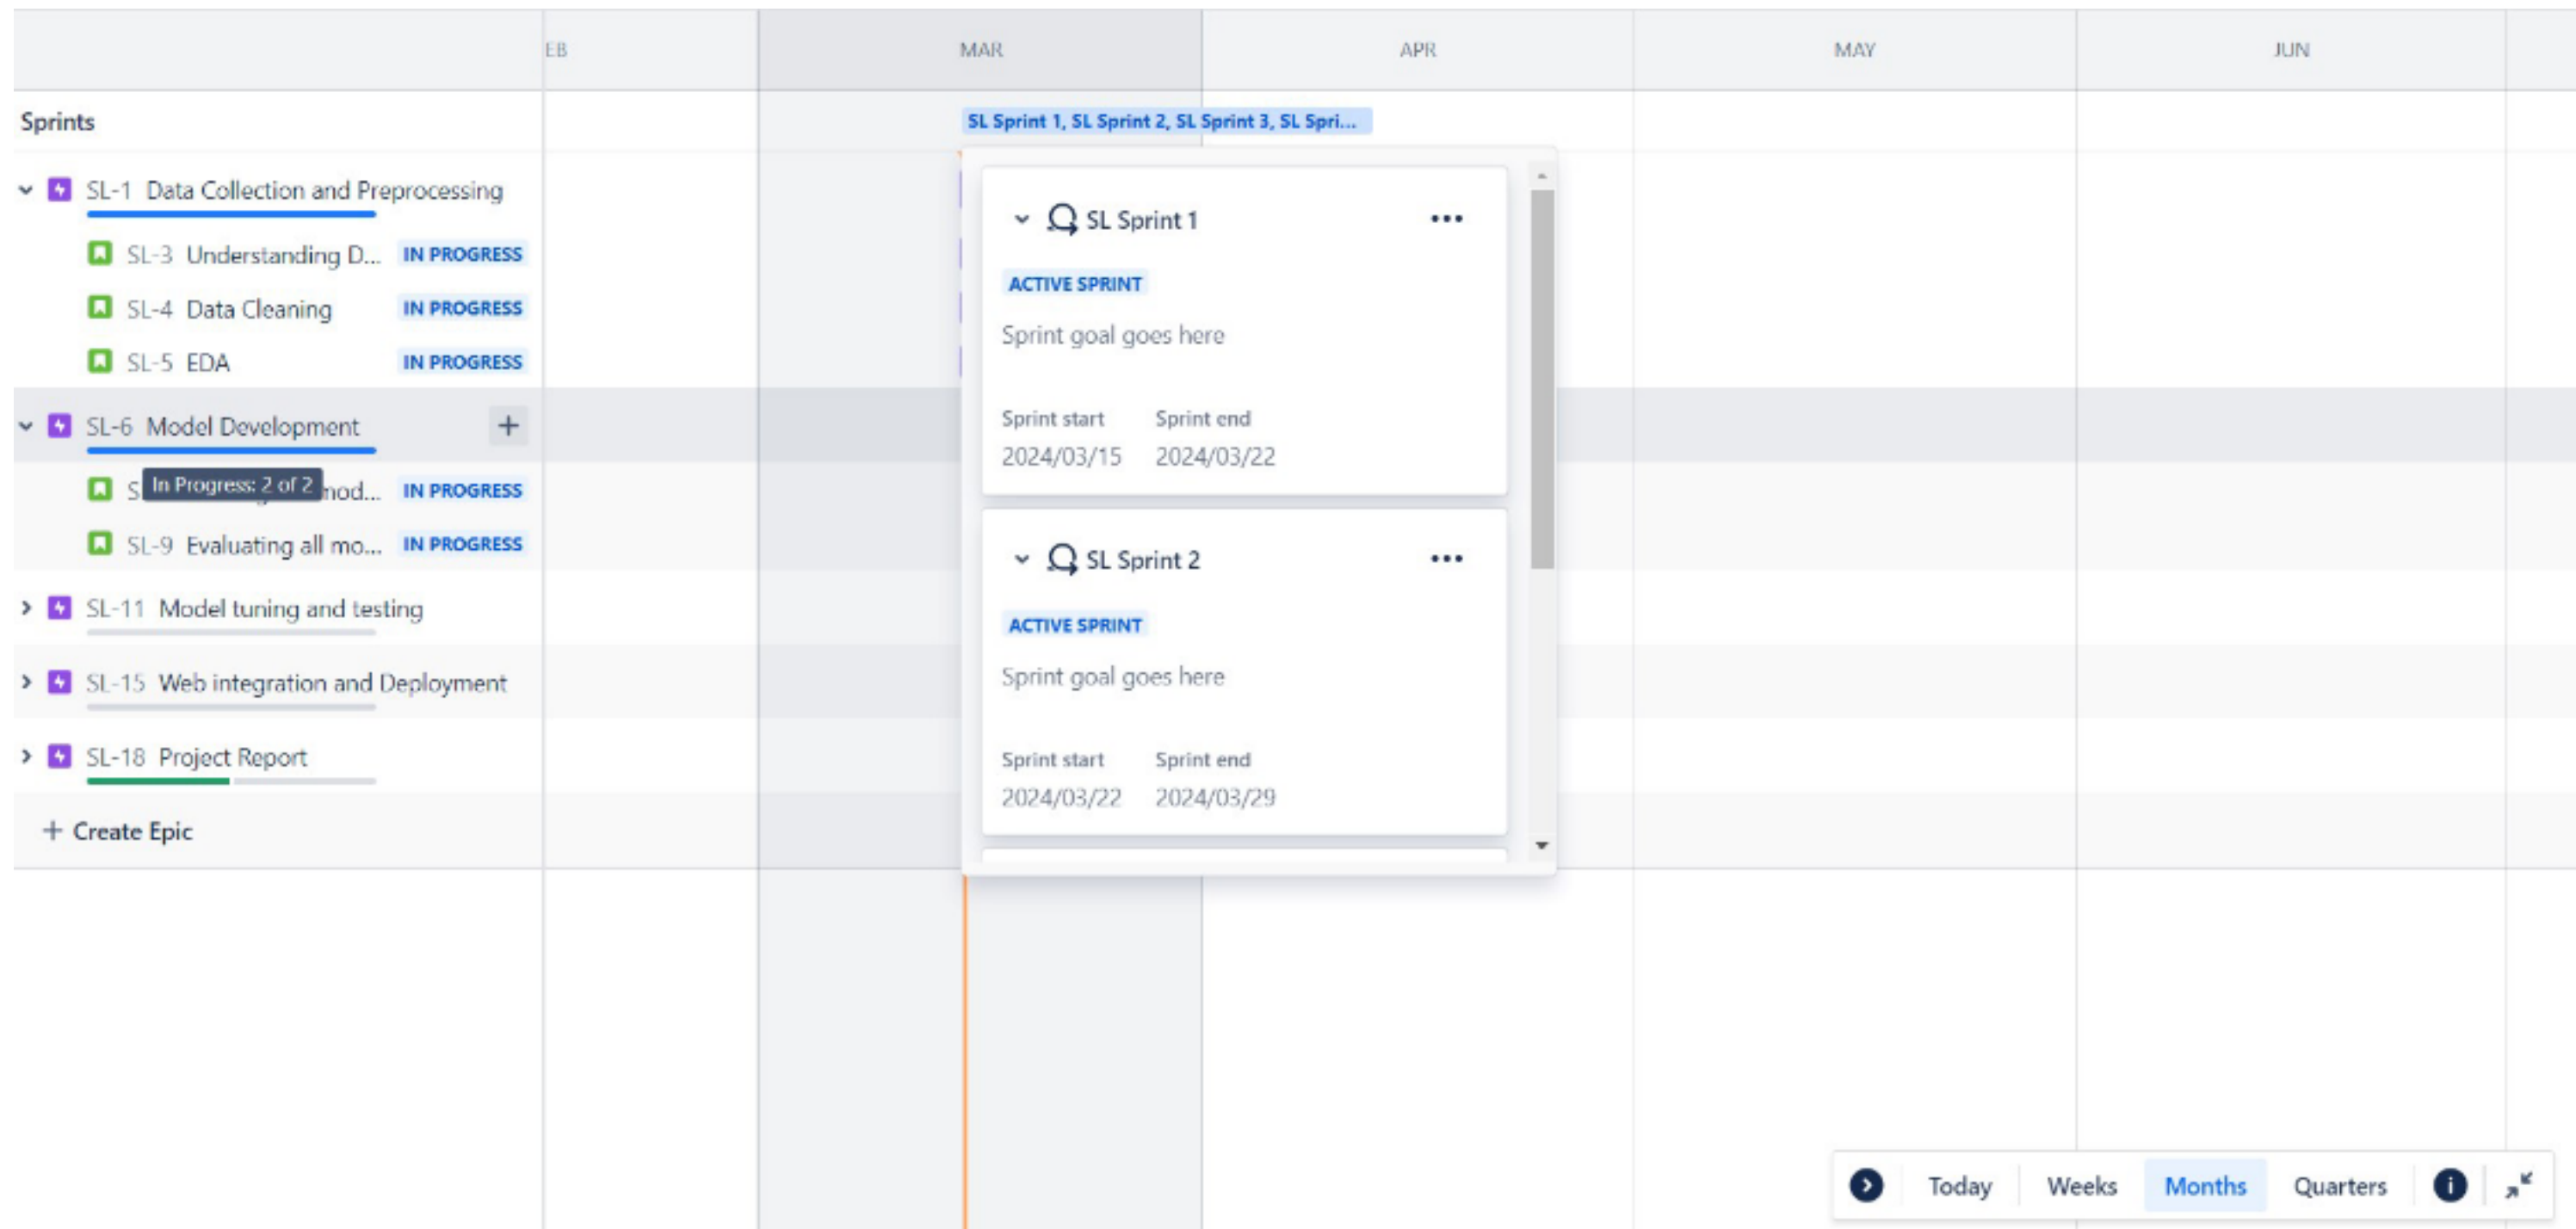 EB MAR APR MAY JUN
Sprints
SL Sprint 1, SL Sprint 2, SL Sprint 3, SL Spri...
SL-1 Data Collection and Preprocessing
SL-3 Understanding D... IN PROGRESS
SL-4 Data Cleaning IN PROGRESS
SL-5 EDA IN PROGRESS
SL-6 Model Development +
In Progress: 2 of 2
S mod... IN PROGRESS
SL-9 Evaluating all mo... IN PROGRESS
SL-11 Model tuning and testing
SL-15 Web integration and Deployment
SL-18 Project Report
+ Create Epic
SL Sprint 1
ACTIVE SPRINT
Sprint goal goes here
Sprint start Sprint end
2024/03/15 2024/03/22
SL Sprint 2
ACTIVE SPRINT
Sprint goal goes here
Sprint start Sprint end
2024/03/22 2024/03/29
Today Weeks Months Quarters